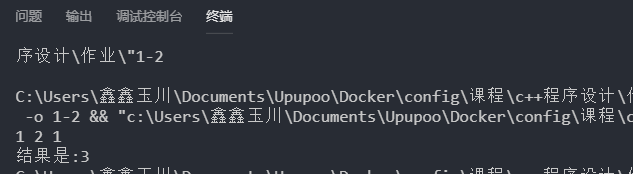 问题 输出 调试控制台 终端
序设计\作业\"1-2
C:\Users\鑫鑫玉川\Documents\Upupoo\Docker\config\课程\c++程序设计\
-o 1-2 && "c:\Users\鑫鑫玉川\Documents\Upupoo\Docker\config\课程\c
1 2 1
结果是:3